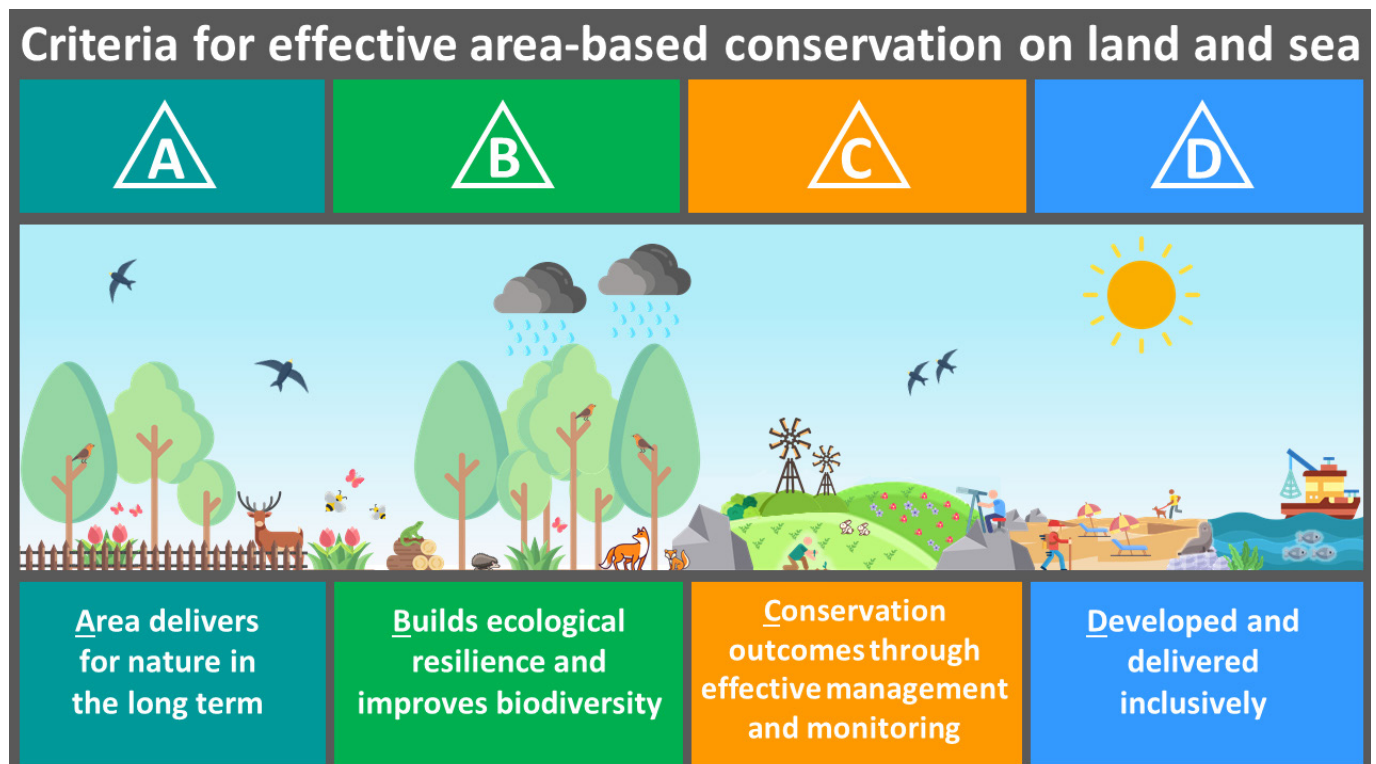 Criteria for effective area-based conservation on land and sea
A
B
C
D
Area delivers
for nature in
the long term
Builds ecological
resilience and
improves biodiversity
Conservation
outcomes through
effective management
and monitoring
Developed and
delivered
inclusively